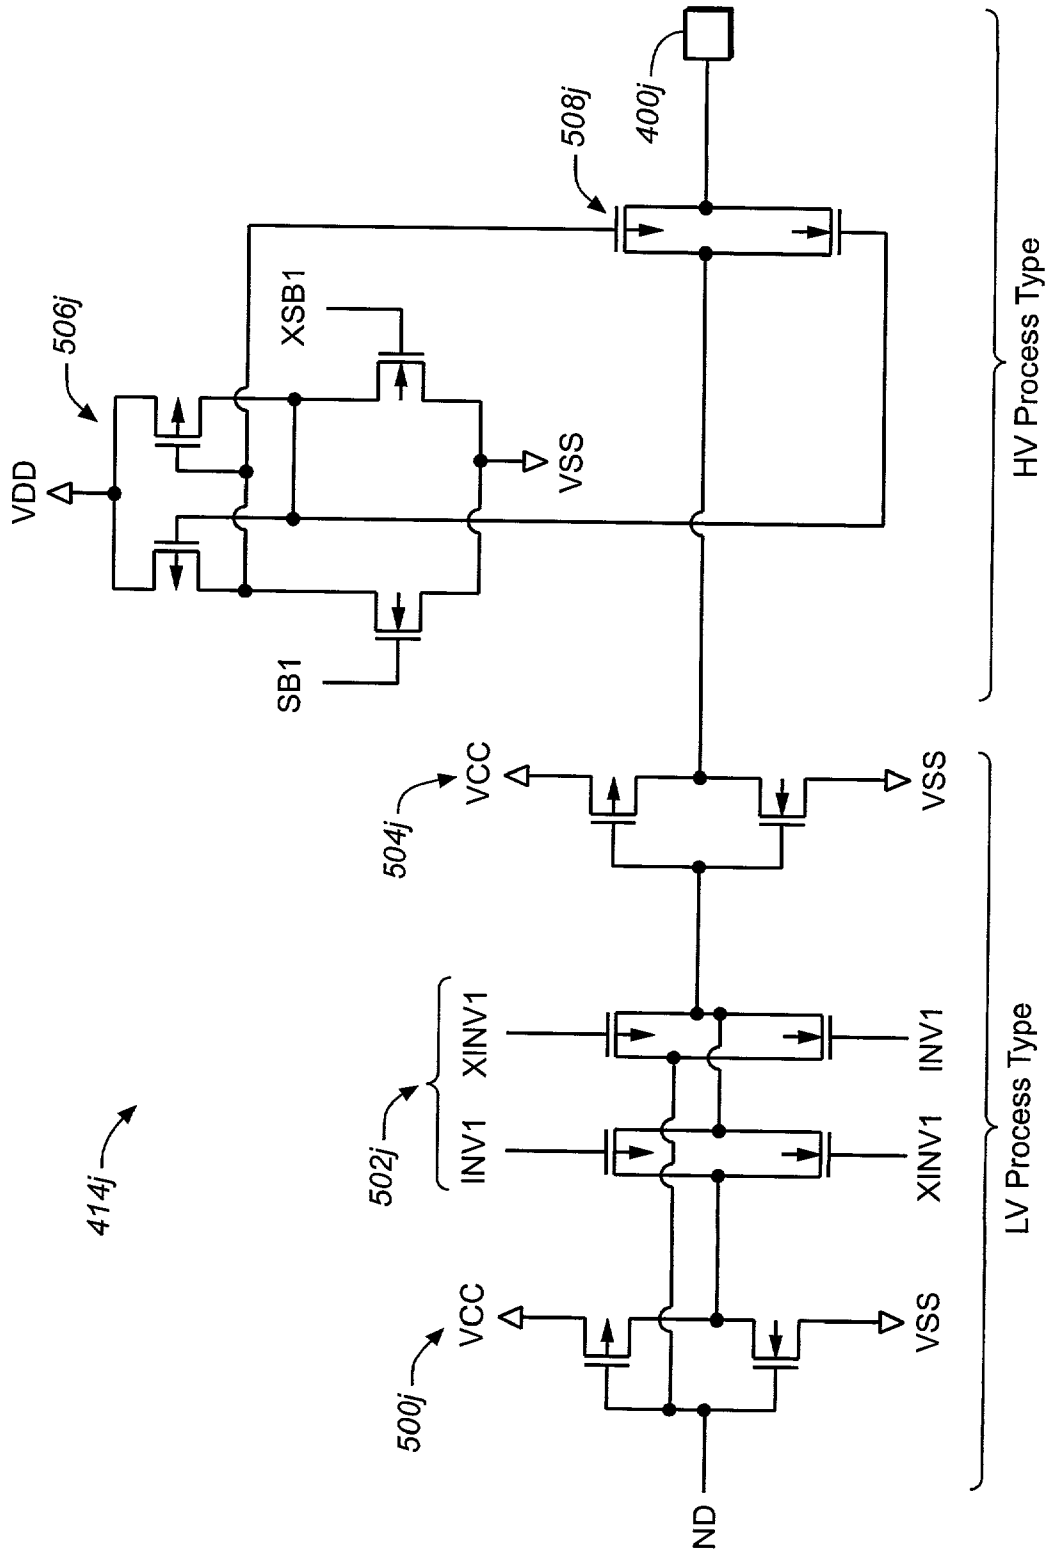 414j
VDD
506j
SB1
XSB1
VSS
508j
400j
500j
VCC
502j
INV1
XINV1
504j
VCC
ND
VSS
XINV1
INV1
VSS
LV Process Type
HV Process Type